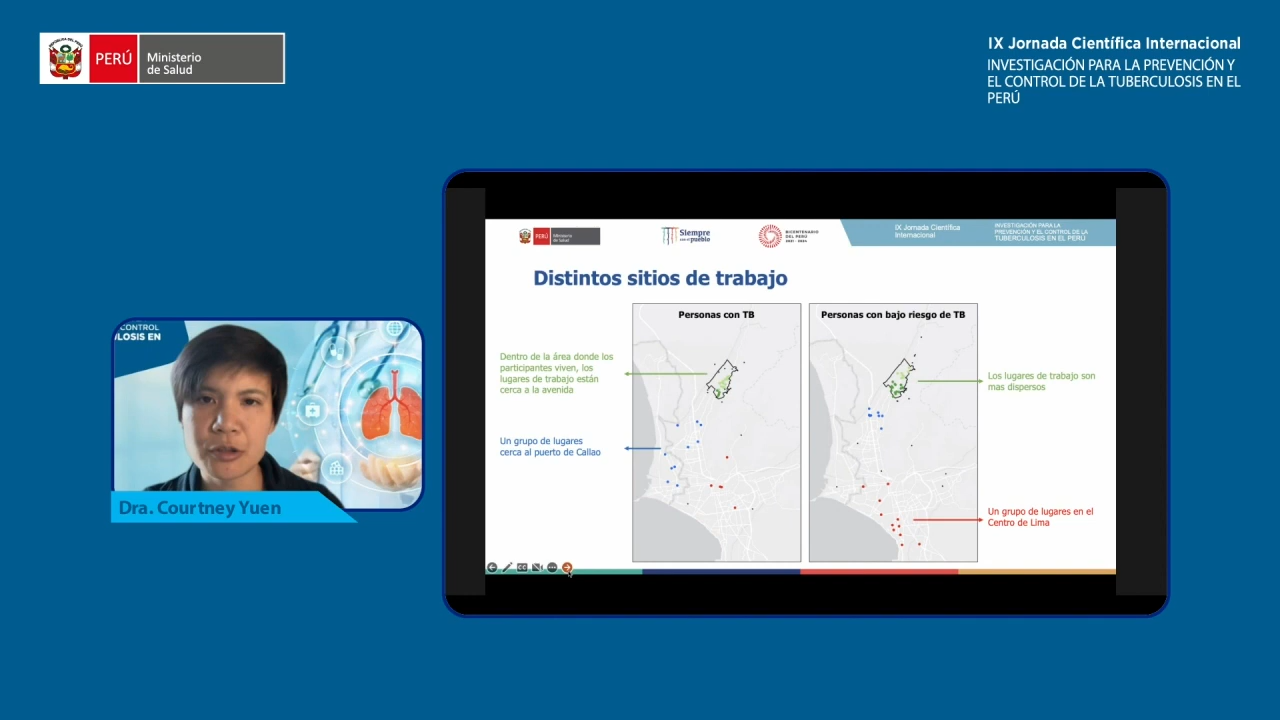 PERÚ
Ministerio
de Salud
IX Jornada Científica Internacional
INVESTIGACIÓN PARA LA PREVENCIÓN Y
EL CONTROL DE LA TUBERCULOSIS EN EL
PERÚ
PERÚ
Ministerio
de Salud
Siempre
con el pueblo
BICENTENARIO
DEL PERÚ
2021 - 2024
IX Jornada Científica
Internacional
INVESTIGACIÓN PARA LA
PREVENCIÓN Y EL CONTROL DE LA
TUBERCULOSIS EN EL PERÚ
Distintos sitios de trabajo
Personas con TB
Personas con bajo riesgo de TB
Dentro de la área donde los
participantes viven, los
lugares de trabajo están
cerca a la avenida
Los lugares de trabajo son
mas dispersos
Un grupo de lugares
cerca al puerto de Callao
Un grupo de lugares en el
Centro de Lima
CONTROL
LOSIS EN
Dra. Courtney Yuen
CC